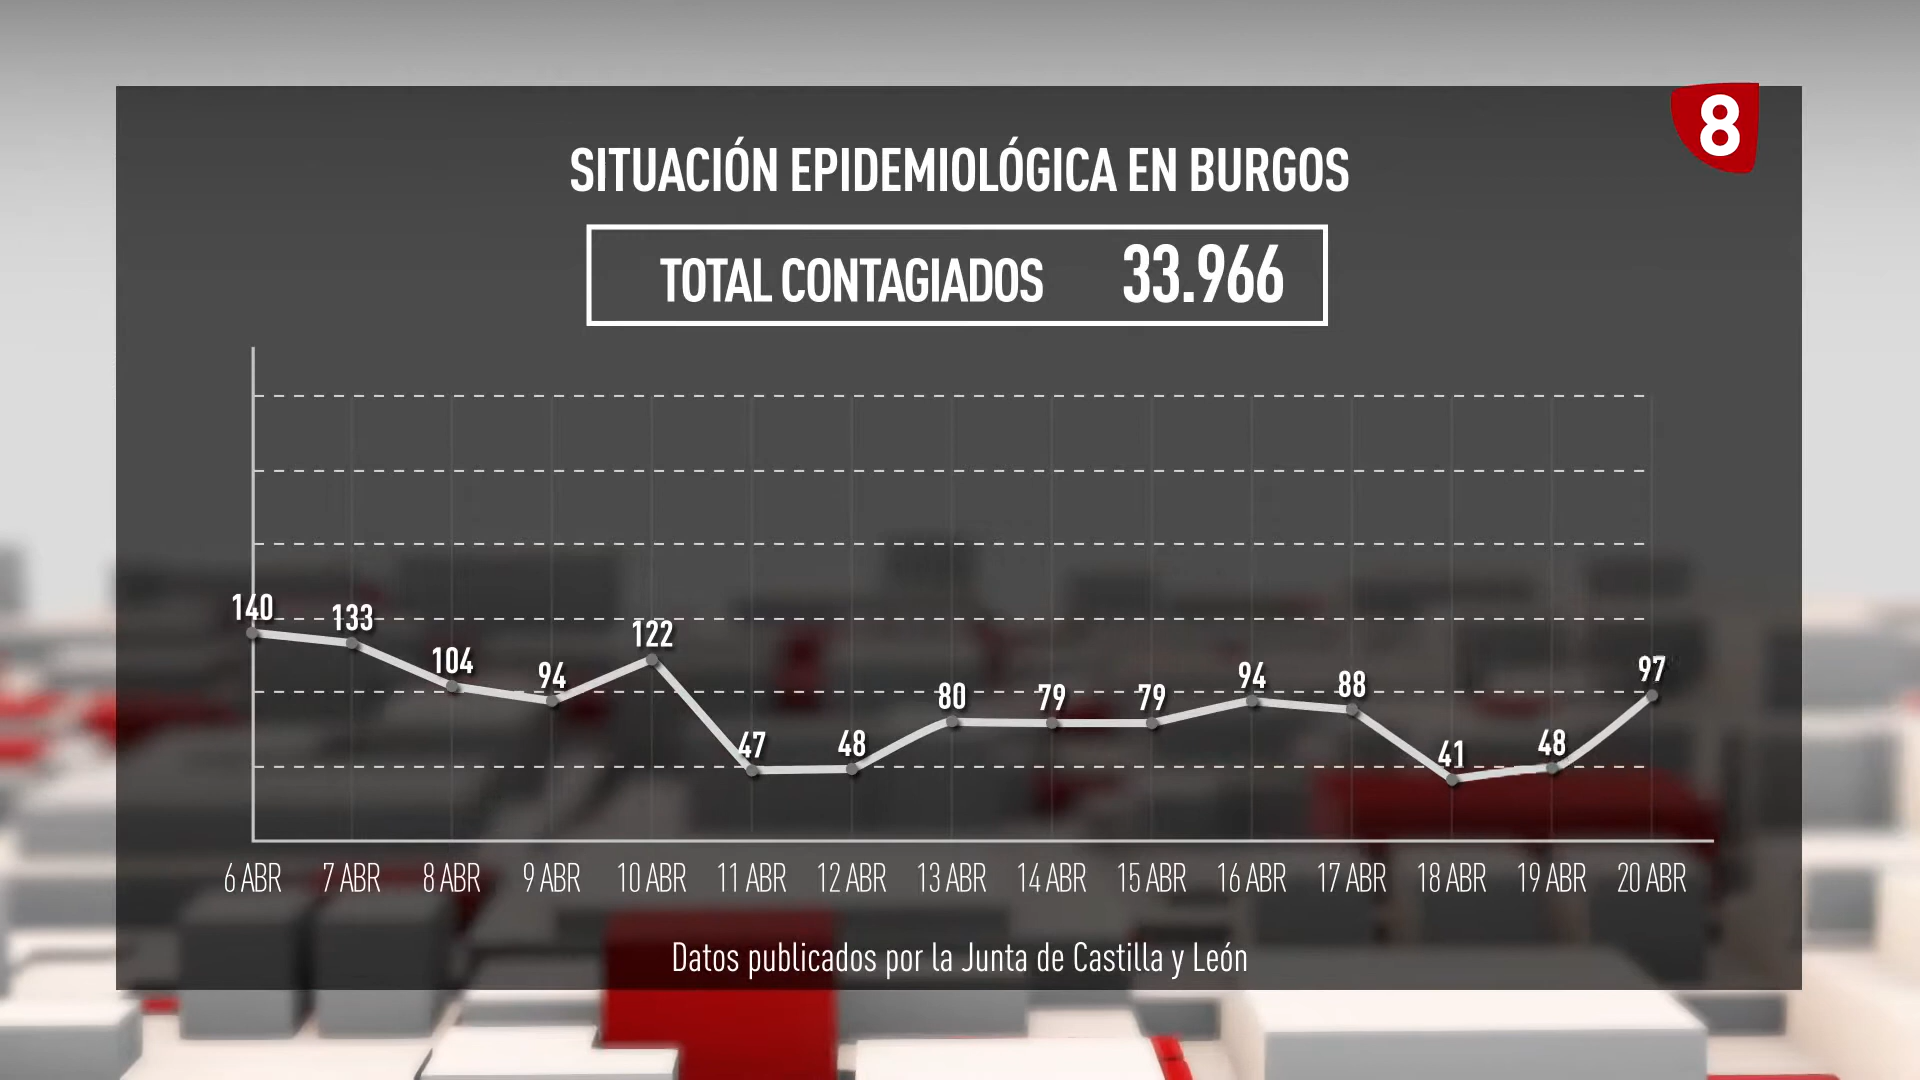 8
SITUACIÓN EPIDEMIOLÓGICA EN BURGOS
TOTAL CONTAGIADOS 33.966
140 133 104 94 122 47 48 80 79 79 94 88 41 48 97
6 ABR 7 ABR 8 ABR 9 ABR 10 ABR 11 ABR 12 ABR 13 ABR 14 ABR 15 ABR 16 ABR 17 ABR 18 ABR 19 ABR 20 ABR
Datos publicados por la Junta de Castilla y León